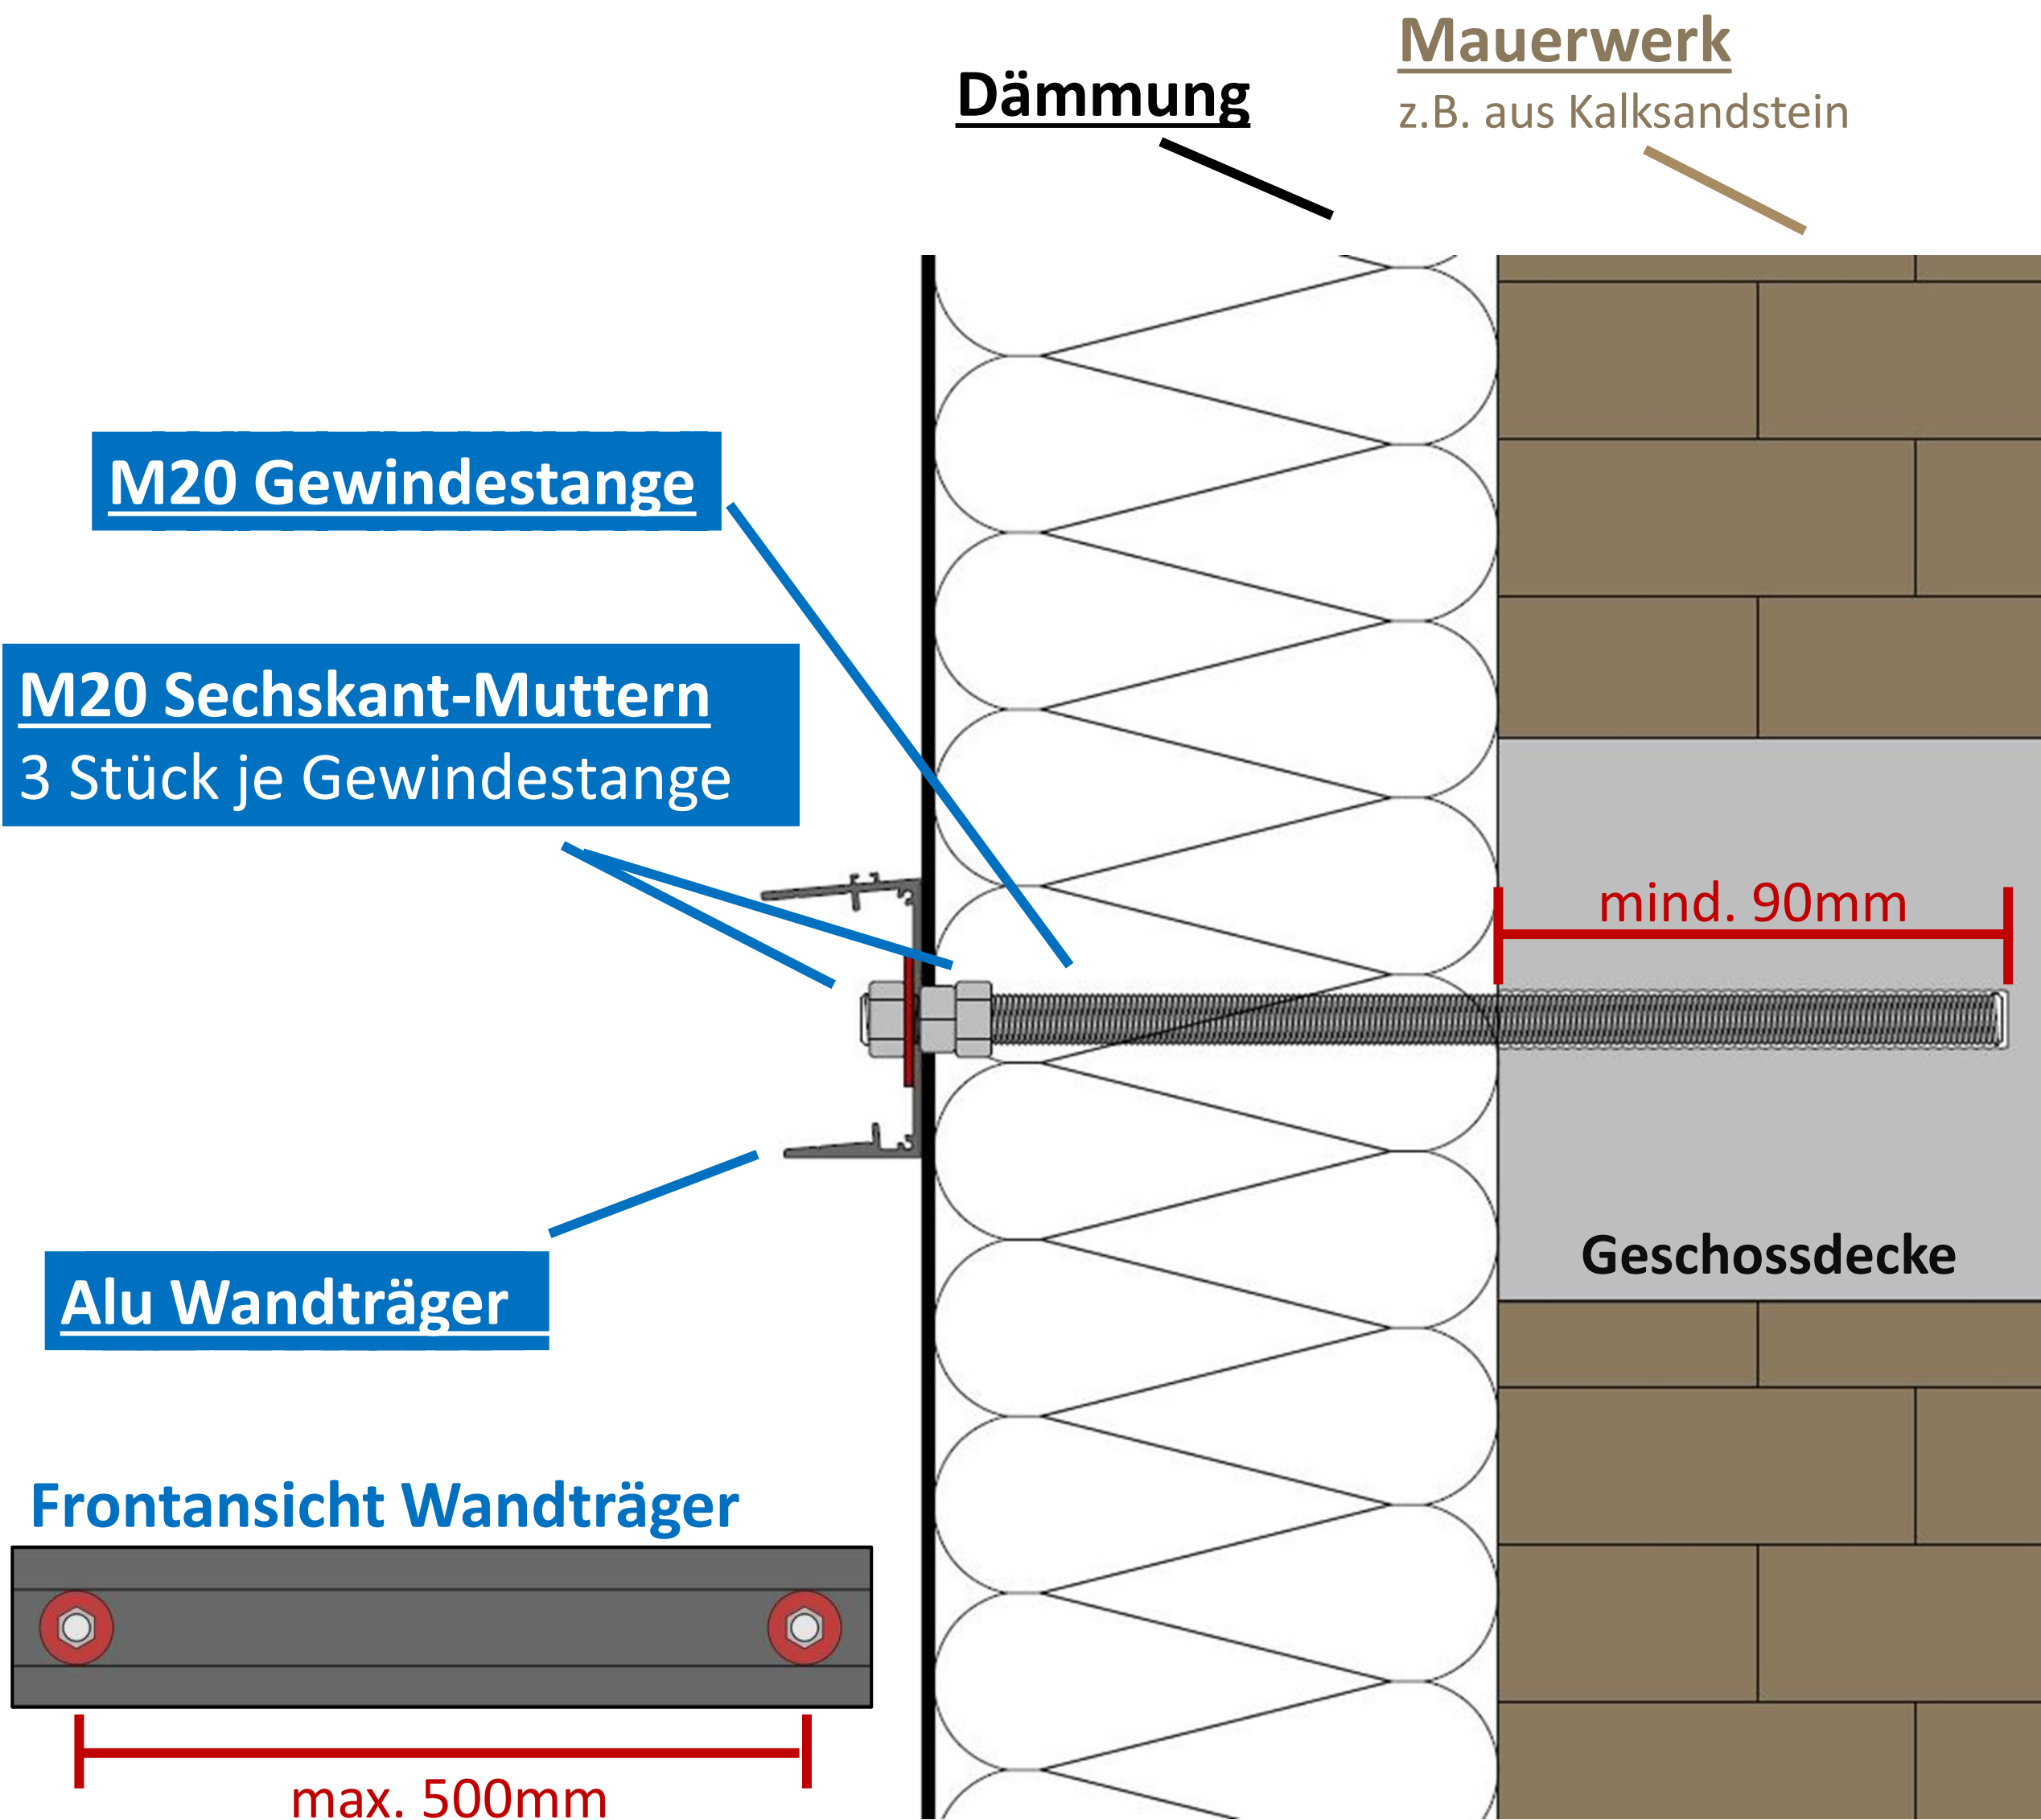 Mauerwerk
z.B. aus Kalksandstein
Dämmung
M20 Gewindestange
M20 Sechskant-Muttern
3 Stück je Gewindestange
mind. 90mm
Geschossdecke
Alu Wandträger
Frontansicht Wandträger
max. 500mm